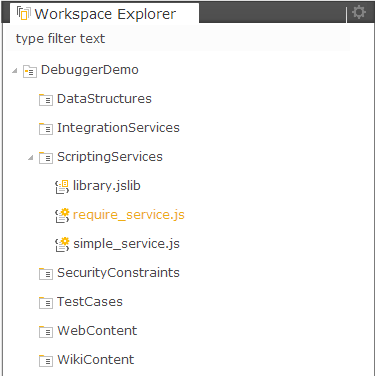 Workspace Explorer
type filter text
DebuggerDemo
DataStructures
IntegrationServices
ScriptingServices
library.jslib
require_service.js
simple_service.js
SecurityConstraints
TestCases
WebContent
WikiContent